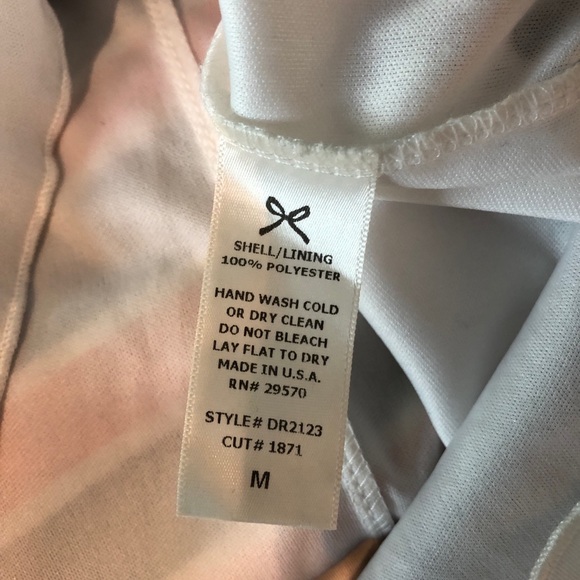 SHELL/LINING
100% POLYESTER
HAND WASH COLD
OR DRY CLEAN
DO NOT BLEACH
LAY FLAT TO DRY
MADE IN U.S.A.
RN# 29570
STYLE# DR2123
CUT# 1871
M